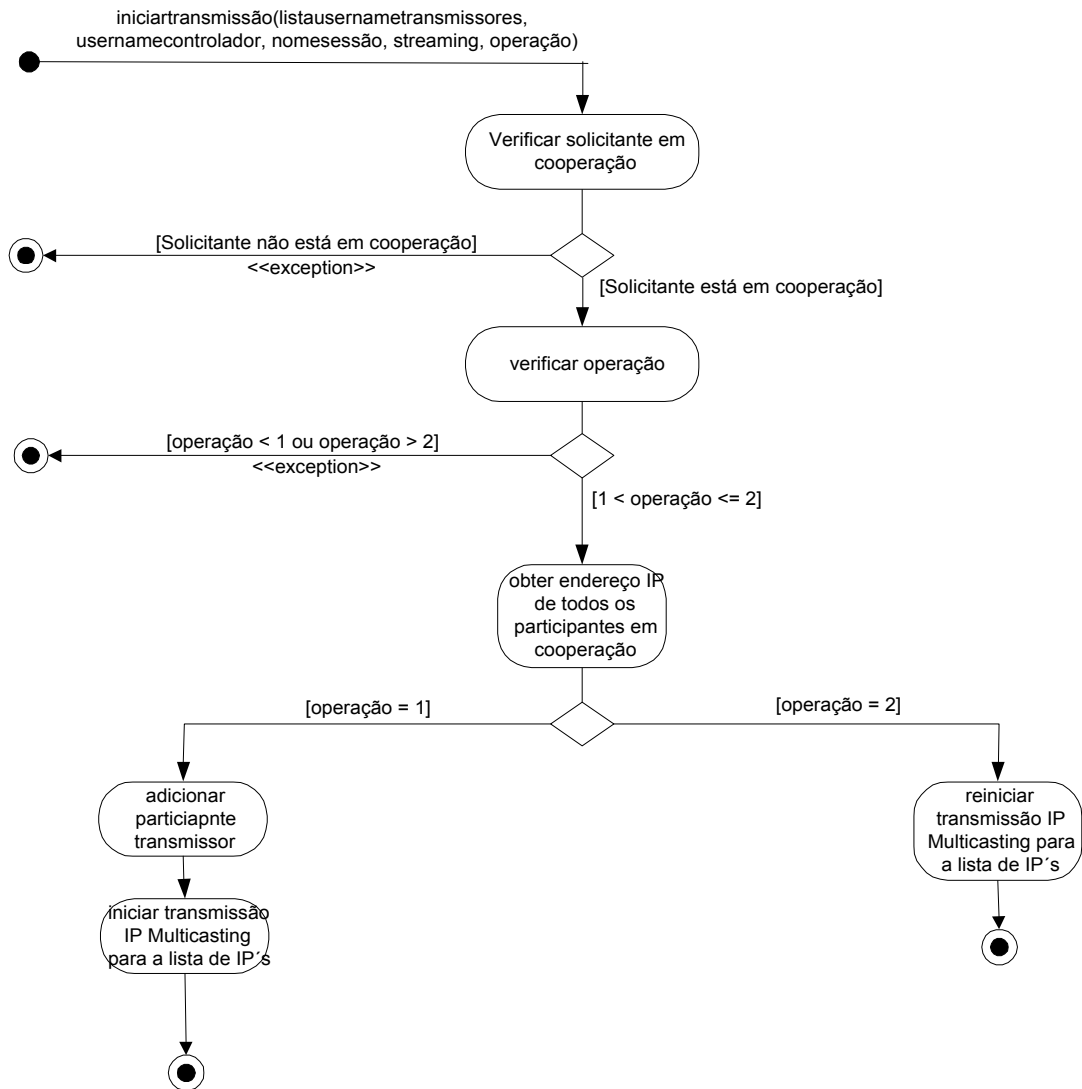 iniciartransmissão(listausernametransmissores,
usernamecontrolador, nomesessão, streaming, operação)
Verificar solicitante em
cooperação
[Solicitante não está em cooperação]
<<exception>>
[Solicitante está em cooperação]
verificar operação
[operação < 1 ou operação > 2]
<<exception>>
[1 < operação <= 2]
obter endereço IP
de todos os
participantes em
cooperação
[operação = 1]
[operação = 2]
adicionar
particiapnte
transmissor
reiniciar
transmissão IP
Multicasting para
a lista de IP´s
iniciar transmissão
IP Multicasting
para a lista de IP´s